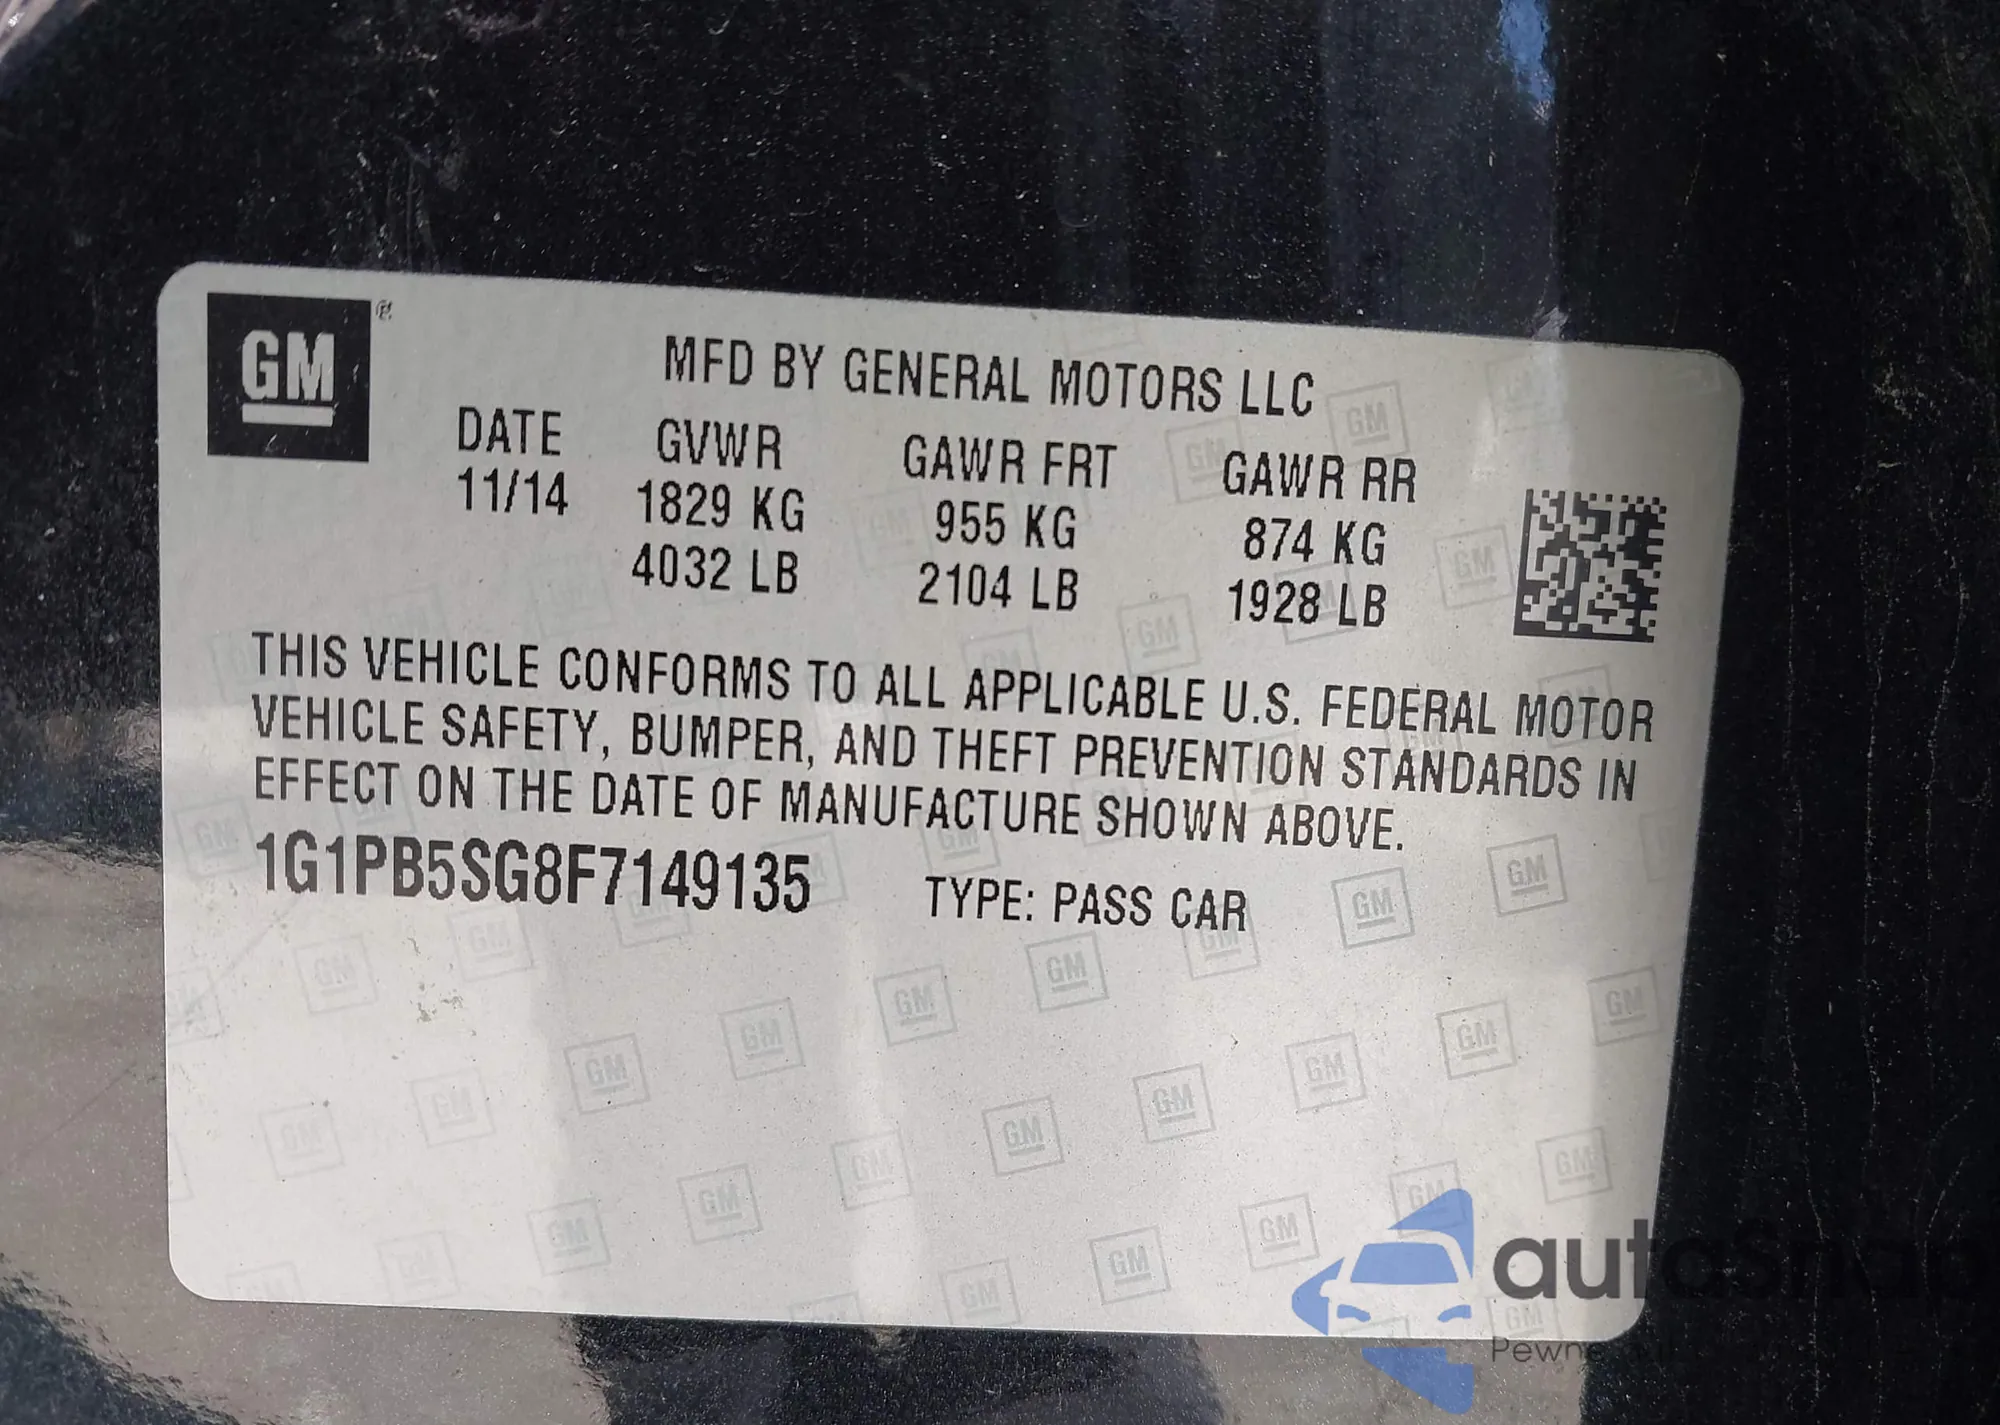 GM
MFD BY GENERAL MOTORS LLC
DATE GVWR GAWR FRT GAWR RR
11/14 1829 KG 955 KG 874 KG
4032 LB 2104 LB 1928 LB
THIS VEHICLE CONFORMS TO ALL APPLICABLE U.S. FEDERAL MOTOR
VEHICLE SAFETY, BUMPER, AND THEFT PREVENTION STANDARDS IN
EFFECT ON THE DATE OF MANUFACTURE SHOWN ABOVE.
1G1PB5SG8F7149135 TYPE: PASS CAR
autaSnap
Pewne